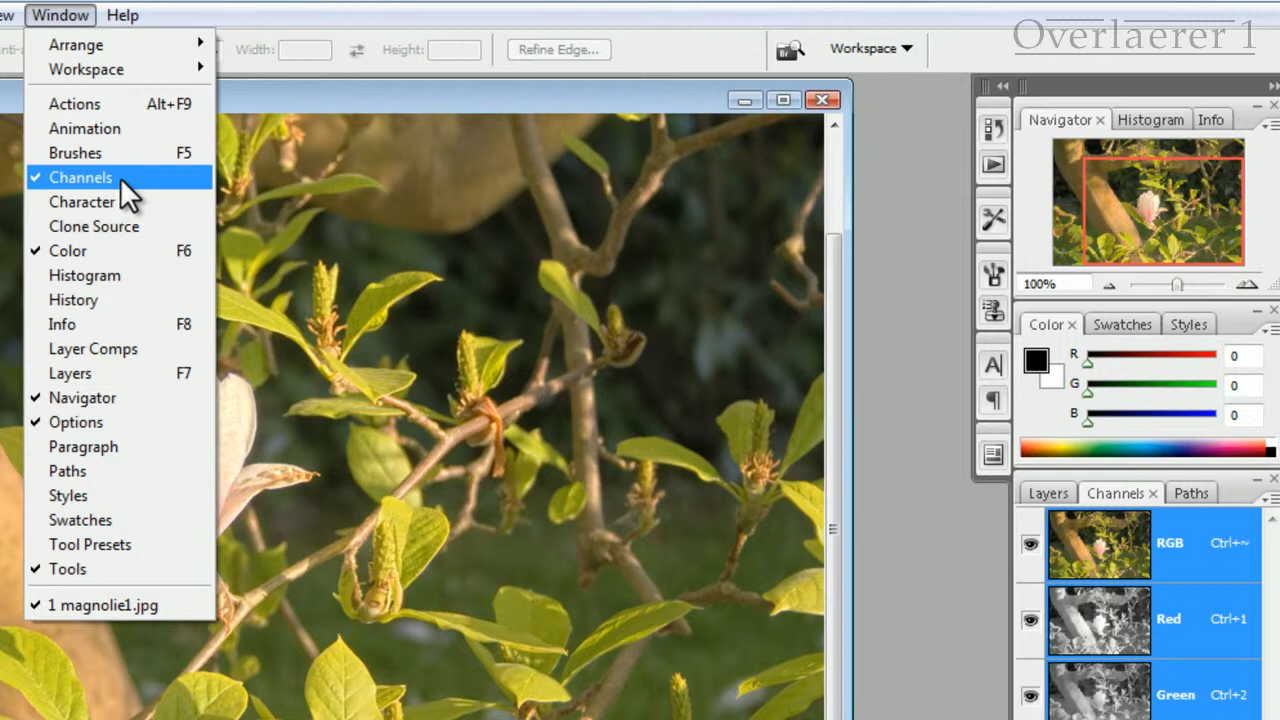 Window Help
Overlaerer 1
Width: Height: Refine Edge... Workspace
Arrange
Workspace
Actions Alt+F9
Animation
Brushes F5
Channels
Character
Clone Source
Color F6
Histogram
History
Info F8
Layer Comps
Layers F7
Navigator
Options
Paragraph
Paths
Styles
Swatches
Tool Presets
Tools
1 magnolie1.jpg
Navigator Histogram Info
100%
Color Swatches Styles
R 0
G 0
B 0
Layers Channels Paths
RGB Ctrl+~
Red Ctrl+1
Green Ctrl+2